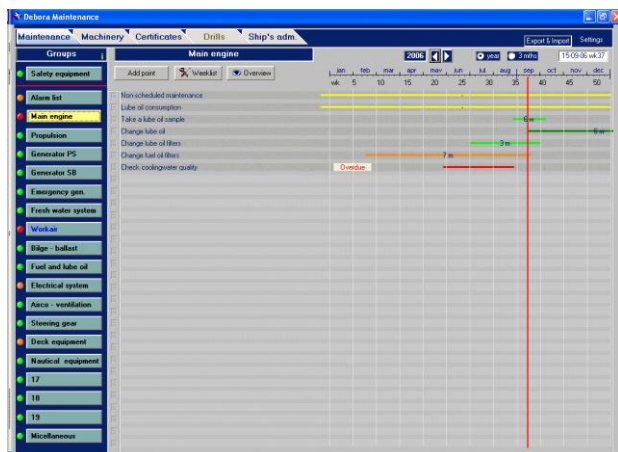 Debora Maintenance
Maintenance Machinery Certificates Drills Ship's adm.
Export & Import Settings
Groups
Main engine
2006 year 3 mths 15-09-06 wk37
Safety equipment
Add point Weeklist Overview
jan feb mar apr may jun jul aug sep oct nov dec
wk 5 10 15 20 25 30 35 40 45 50
Alarm list
Non-scheduled maintenance
Main engine
Lube oil consumption
Take a lube oil sample 6 m
Propulsion
Change lube oil 6 m
Change lube oil filters 3 m
Generator PS
Change fuel oil filters 7 m
Generator SB
Check coolingwater quality Overdue
Emergency gen.
Fresh water system
Workair
Bilge - ballast
Fuel and lube oil
Electrical system
Airco - ventilation
Steering gear
Deck equipment
Nautical equipment
17
18
19
Micellaneous